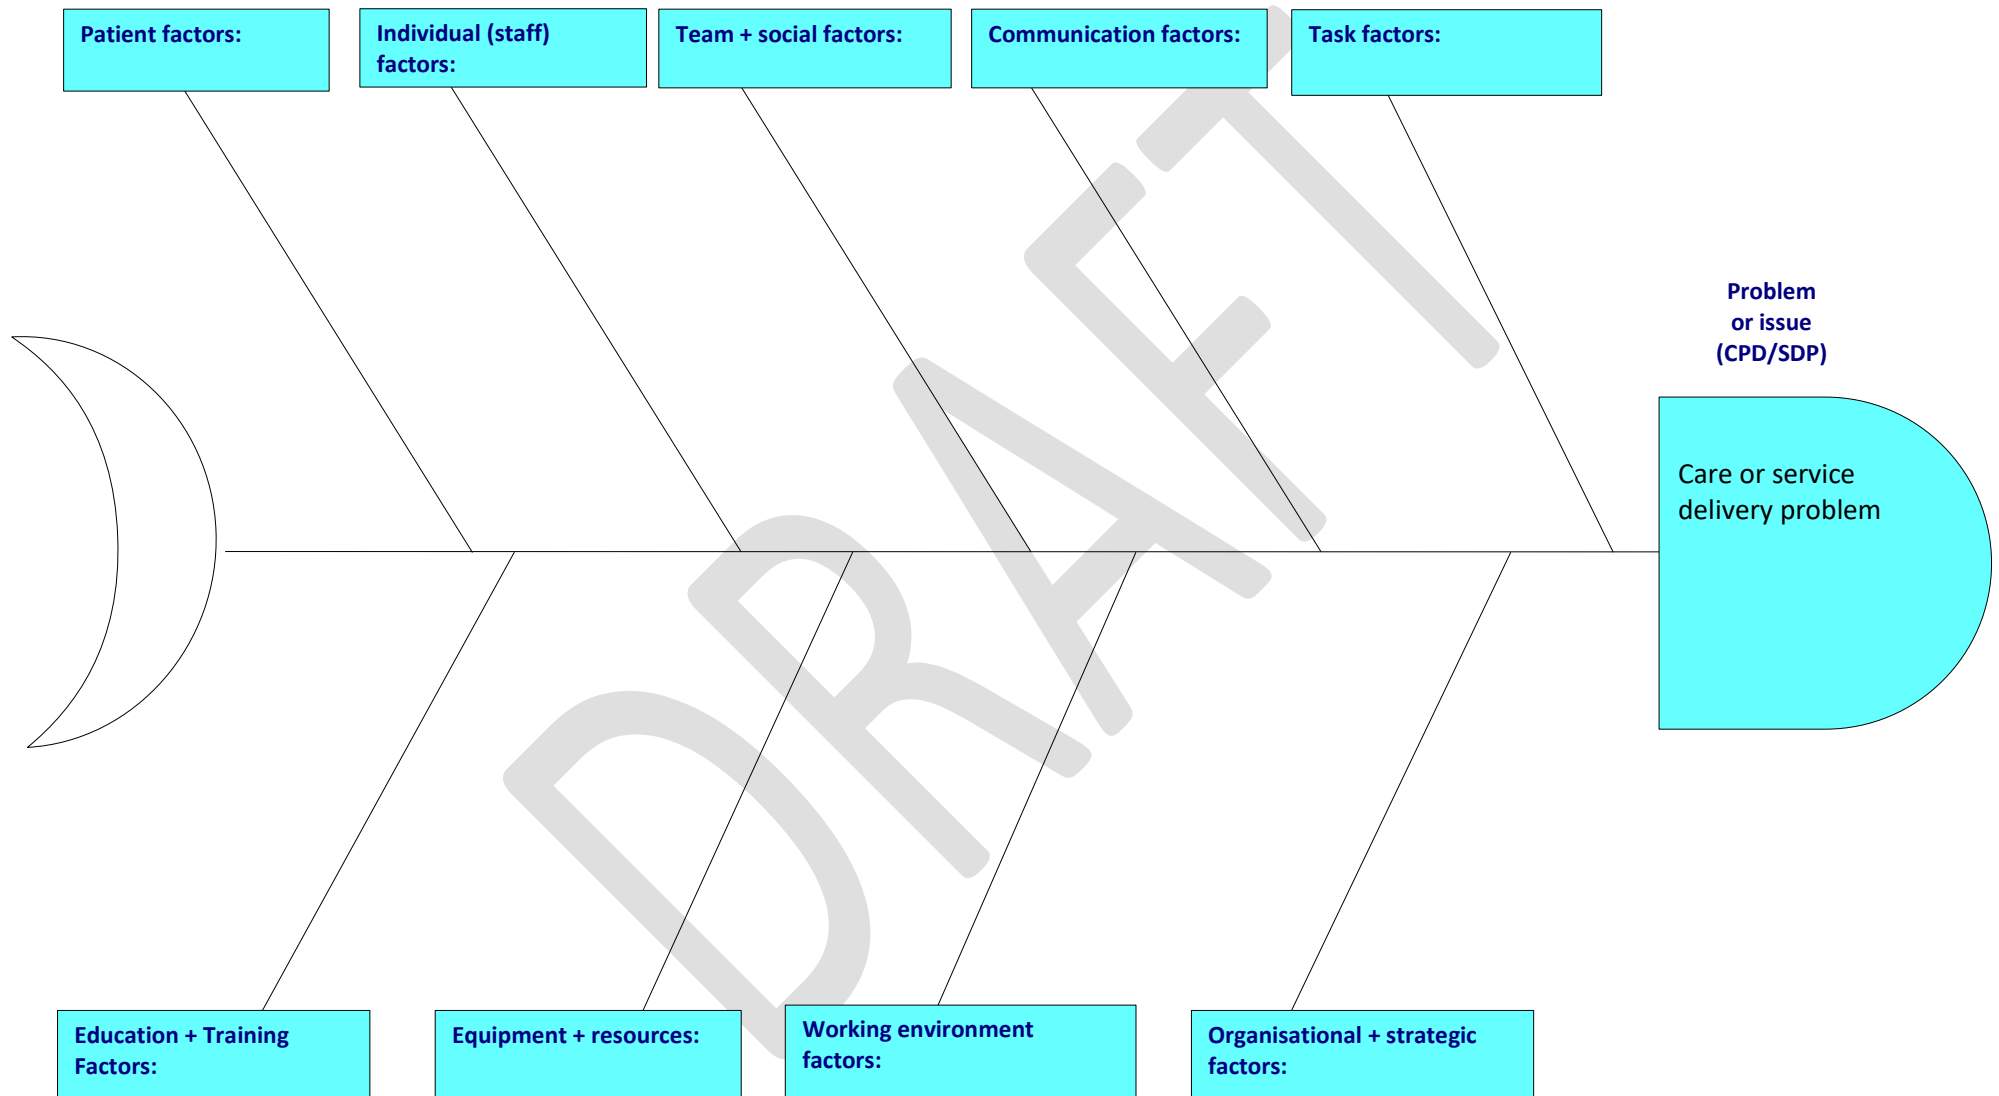 Patient factors:
Individual (staff)
factors:
Team + social factors:
Communication factors:
Task factors:
Problem
or issue
(CPD/SDP)
Care or service
delivery problem
DRAFT
Education + Training
Factors:
Equipment + resources:
Working environment
factors:
Organisational + strategic
factors: